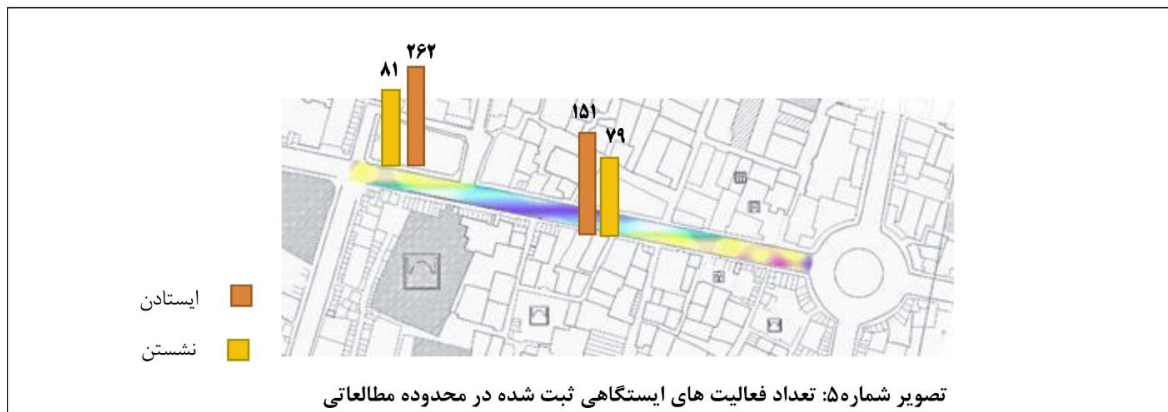 ۲۶۲
۸۱
۱۵۱
۷۹
ایستادن
نشستن
تصویر شماره۵: تعداد فعالیت های ایستگاهی ثبت شده در محدوده مطالعاتی